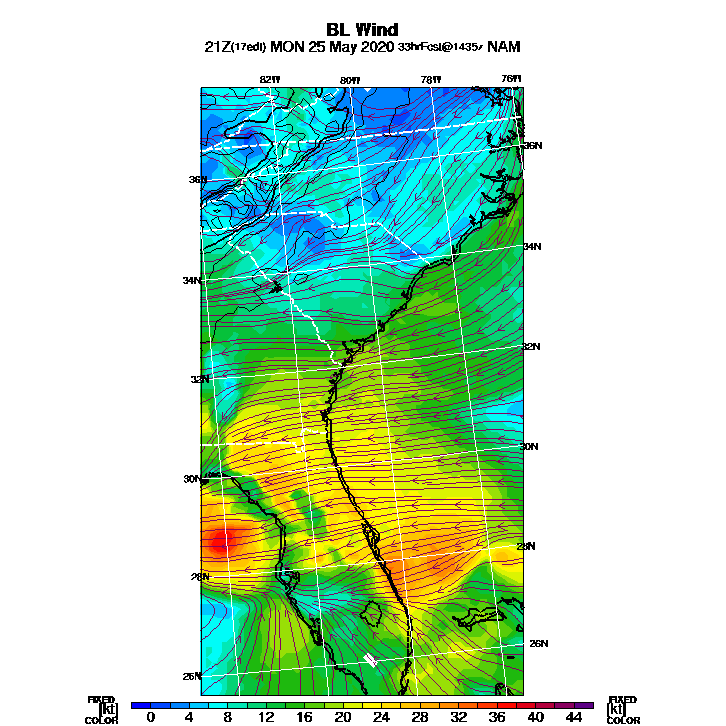 BL Wind
21Z(17edt) MON 25 May 2020 33hrFcst@1435z NAM
82W 80W 78W 76W
36N
36N
34N
34N
32N
32N
30N
30N
28N
28N
26N
26N
FIXED FIXED
[kt] [kt]
COLOR COLOR
0 4 8 12 16 20 24 28 32 36 40 44